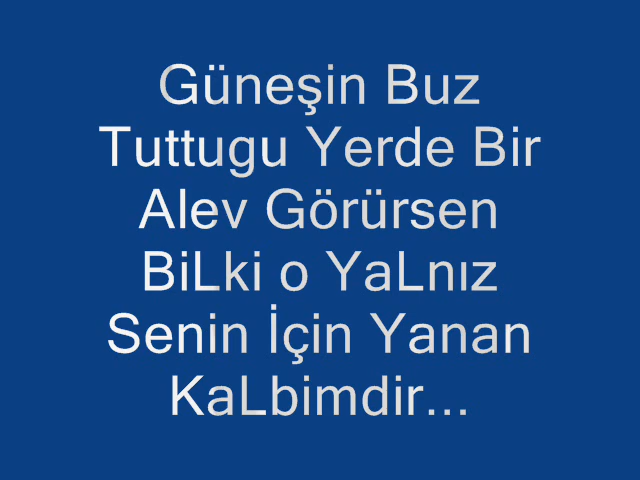 Güneşin Buz
Tuttugu Yerde Bir
Alev Görürsen
BiLki o YaLnız
Senin İçin Yanan
KaLbimdir...